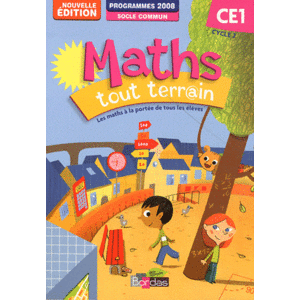 NOUVELLE
ÉDITION
PROGRAMMES 2008
SOCLE COMMUN
CE1
CYCLE 2
Maths
tout terr@in
Les maths à la portée de tous les élèves
Bordas